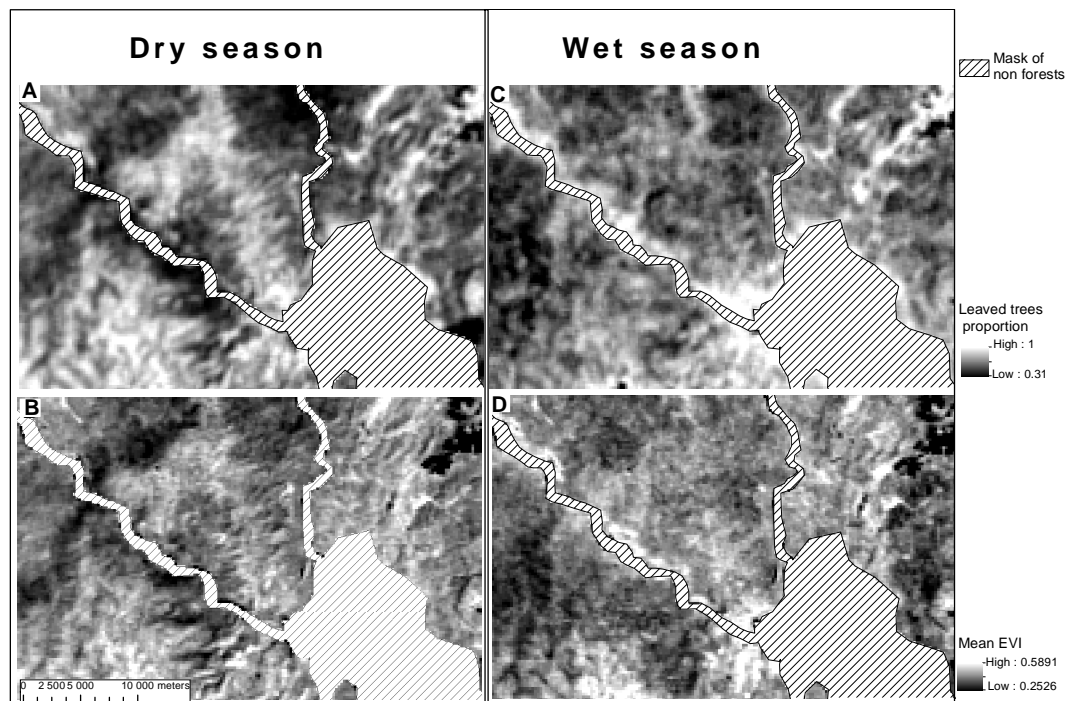 Dry season
Wet season
Mask of
non forests
A
C
Leaved trees
proportion
High : 1
Low : 0.31
B
D
Mean EVI
High : 0.5891
Low : 0.2526
0 2 500 5 000 10 000 meters